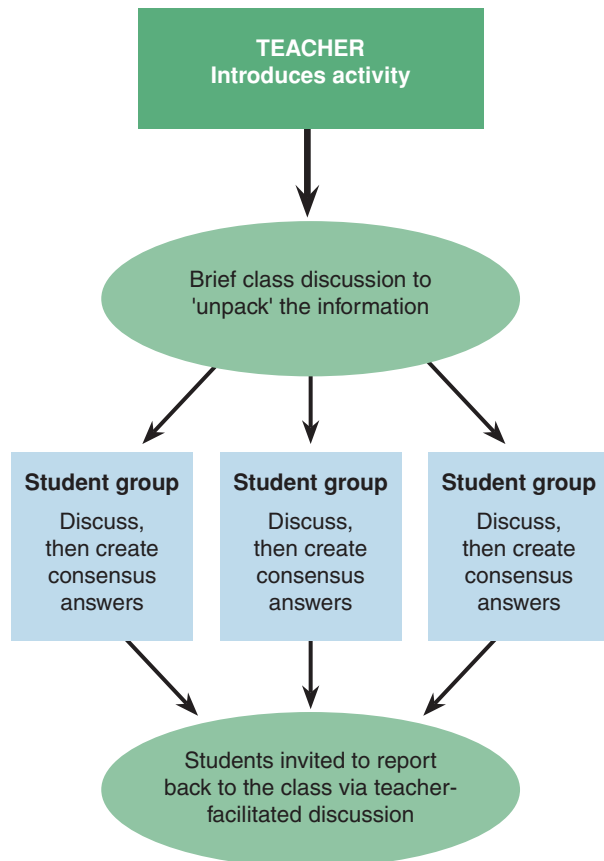 TEACHER
Introduces activity
Brief class discussion to
'unpack' the information
Student group
Discuss,
then create
consensus
answers
Student group
Discuss,
then create
consensus
answers
Student group
Discuss,
then create
consensus
answers
Students invited to report
back to the class via teacher-
facilitated discussion